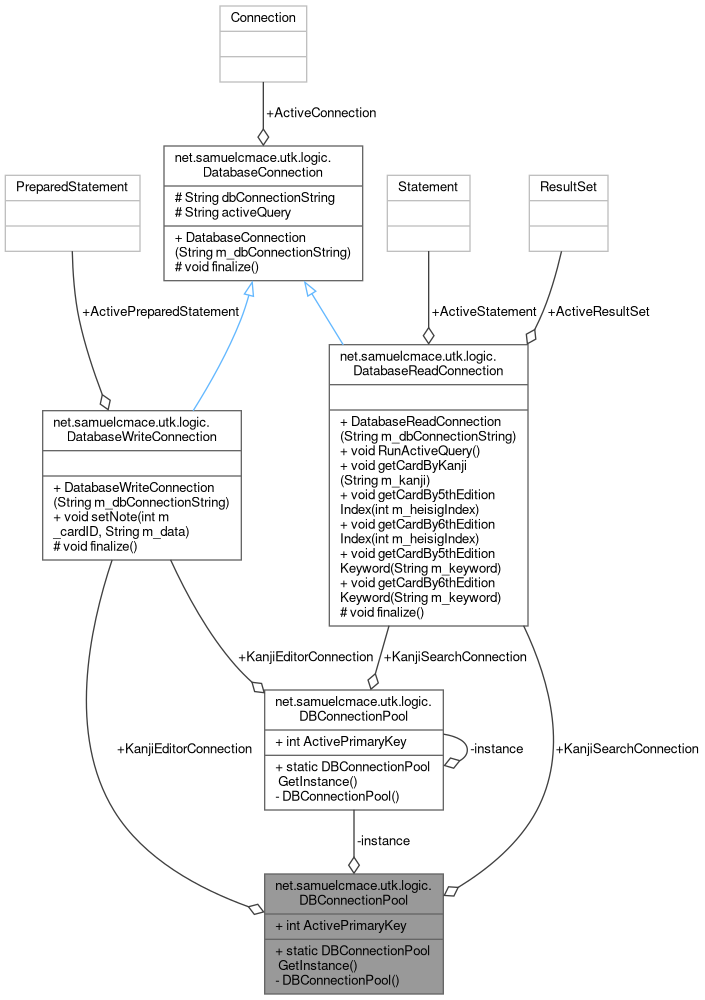 Connection
+ActiveConnection
net.samuelcmace.utk.logic.
DatabaseConnection
# String dbConnectionString
# String activeQuery
+ DatabaseConnection
(String m_dbConnectionString)
# void finalize()
PreparedStatement
Statement
ResultSet
+ActivePreparedStatement
+ActiveStatement
+ActiveResultSet
net.samuelcmace.utk.logic.
DatabaseReadConnection
+ DatabaseReadConnection
(String m_dbConnectionString)
+ void RunActiveQuery()
+ void getCardByKanji
(String m_kanji)
+ void getCardBy5thEdition
Index(int m_heisigIndex)
+ void getCardBy6thEdition
Index(int m_heisigIndex)
+ void getCardBy5thEdition
Keyword(String m_keyword)
+ void getCardBy6thEdition
Keyword(String m_keyword)
# void finalize()
net.samuelcmace.utk.logic.
DatabaseWriteConnection
+ DatabaseWriteConnection
(String m_dbConnectionString)
+ void setNote(int m
_cardID, String m_data)
# void finalize()
+KanjiEditorConnection
+KanjiSearchConnection
net.samuelcmace.utk.logic.
DBConnectionPool
+ int ActivePrimaryKey
+ static DBConnectionPool
GetInstance()
- DBConnectionPool()
-instance
+KanjiEditorConnection
+KanjiSearchConnection
-instance
net.samuelcmace.utk.logic.
DBConnectionPool
+ int ActivePrimaryKey
+ static DBConnectionPool
GetInstance()
- DBConnectionPool()